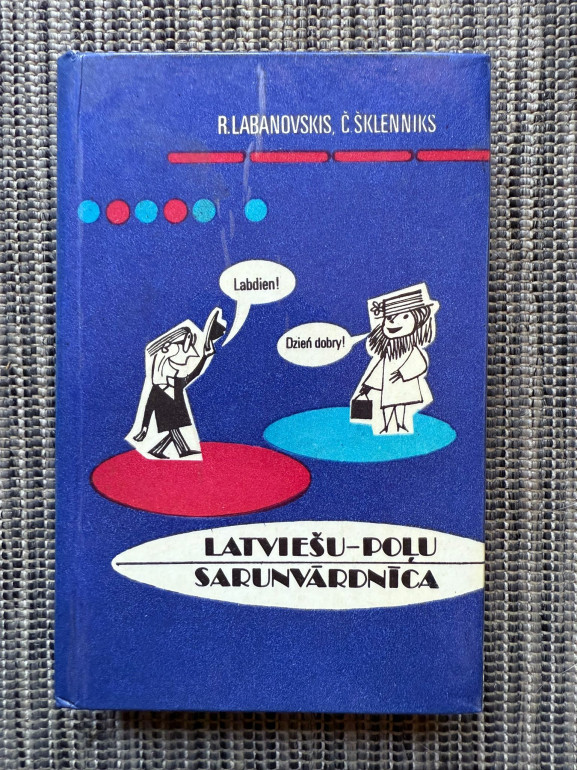 R. LABANOVSKIS, Č. ŠKLENNIKS
Labdien!
Dzień dobry!
LATVIEŠU–POĻU
SARUNVĀRDNĪCA